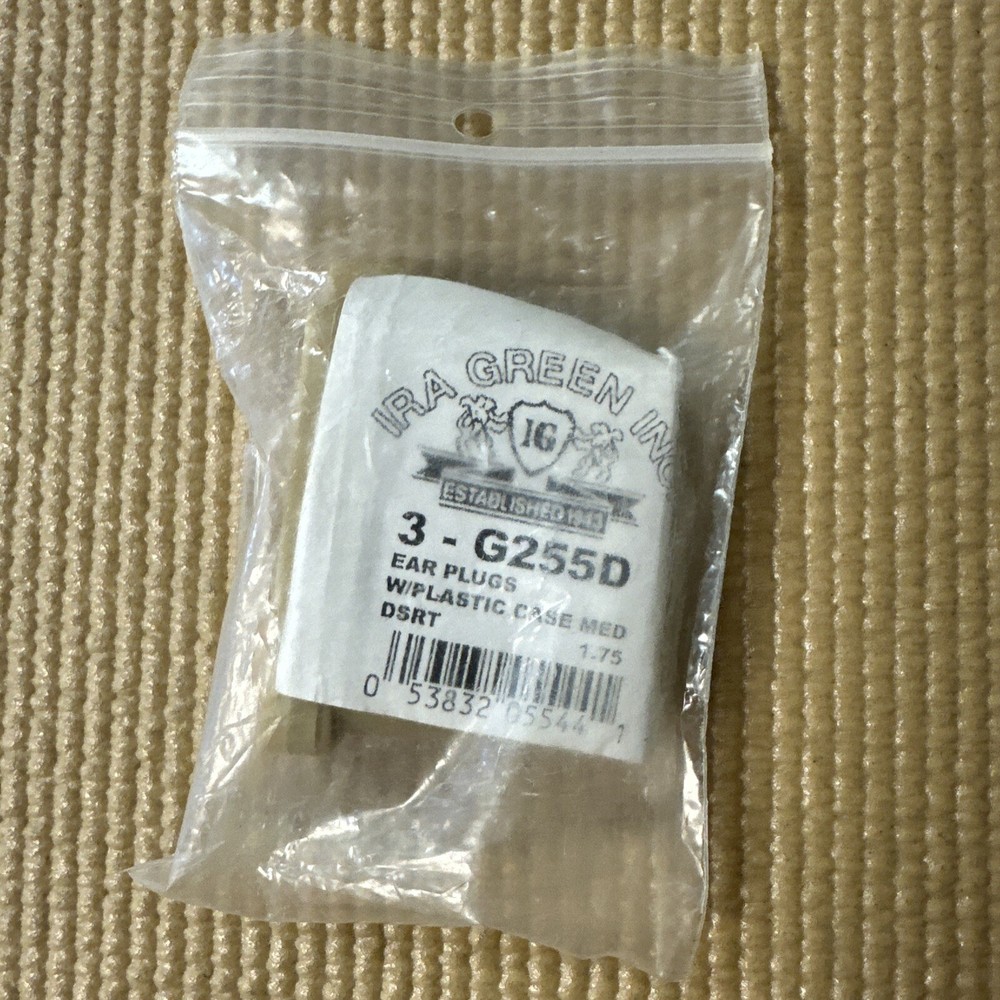 IRA GREEN INC
IG
ESTABLISHED 1943
3 - G255D
EAR PLUGS
W/PLASTIC CASE MED
DSRT
1.75
0 53832 05544 1